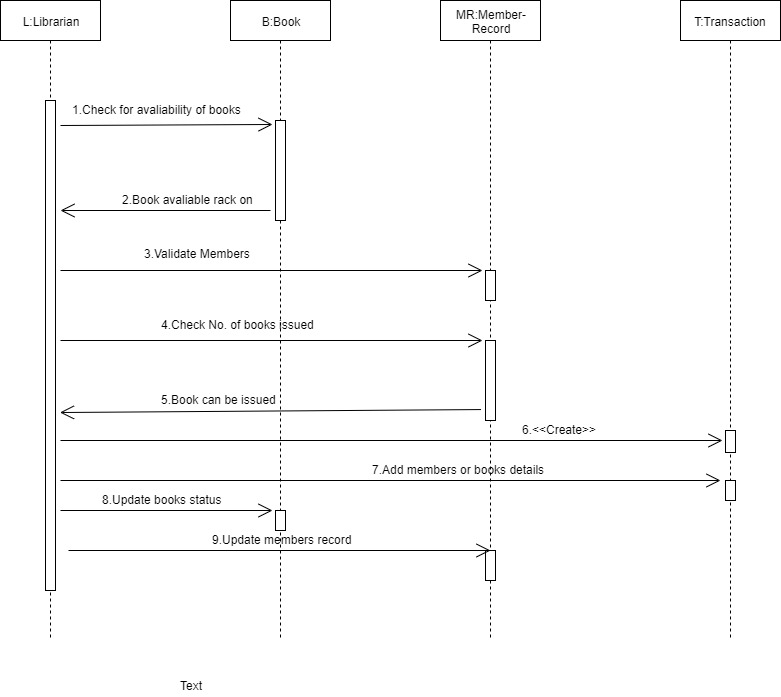 L:Librarian
B:Book
MR:Member-
Record
T:Transaction
1.Check for avaliability of books
2.Book avaliable rack on
3.Validate Members
4.Check No. of books issued
5.Book can be issued
6.<<Create>>
7.Add members or books details
8.Update books status
9.Update members record
Text